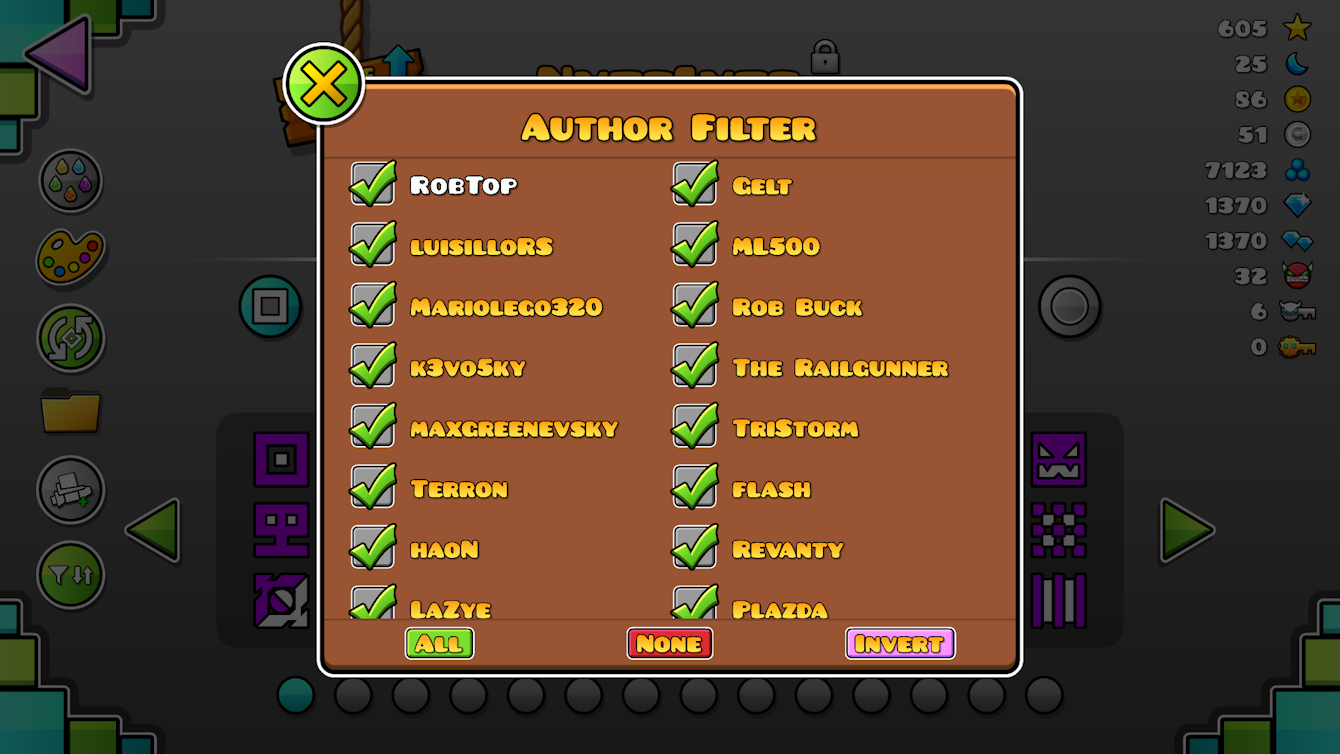 605
25
86
51
7123
1370
1370
32
6
0
Author Filter
RobTop
Gelt
luisilloRS
ML500
Mariolego320
Rob Buck
k3vo5ky
The Railgunner
maxgreenevsky
TriStorm
Terron
flash
haoN
Revanty
LaZye
Plazda
All
None
Invert